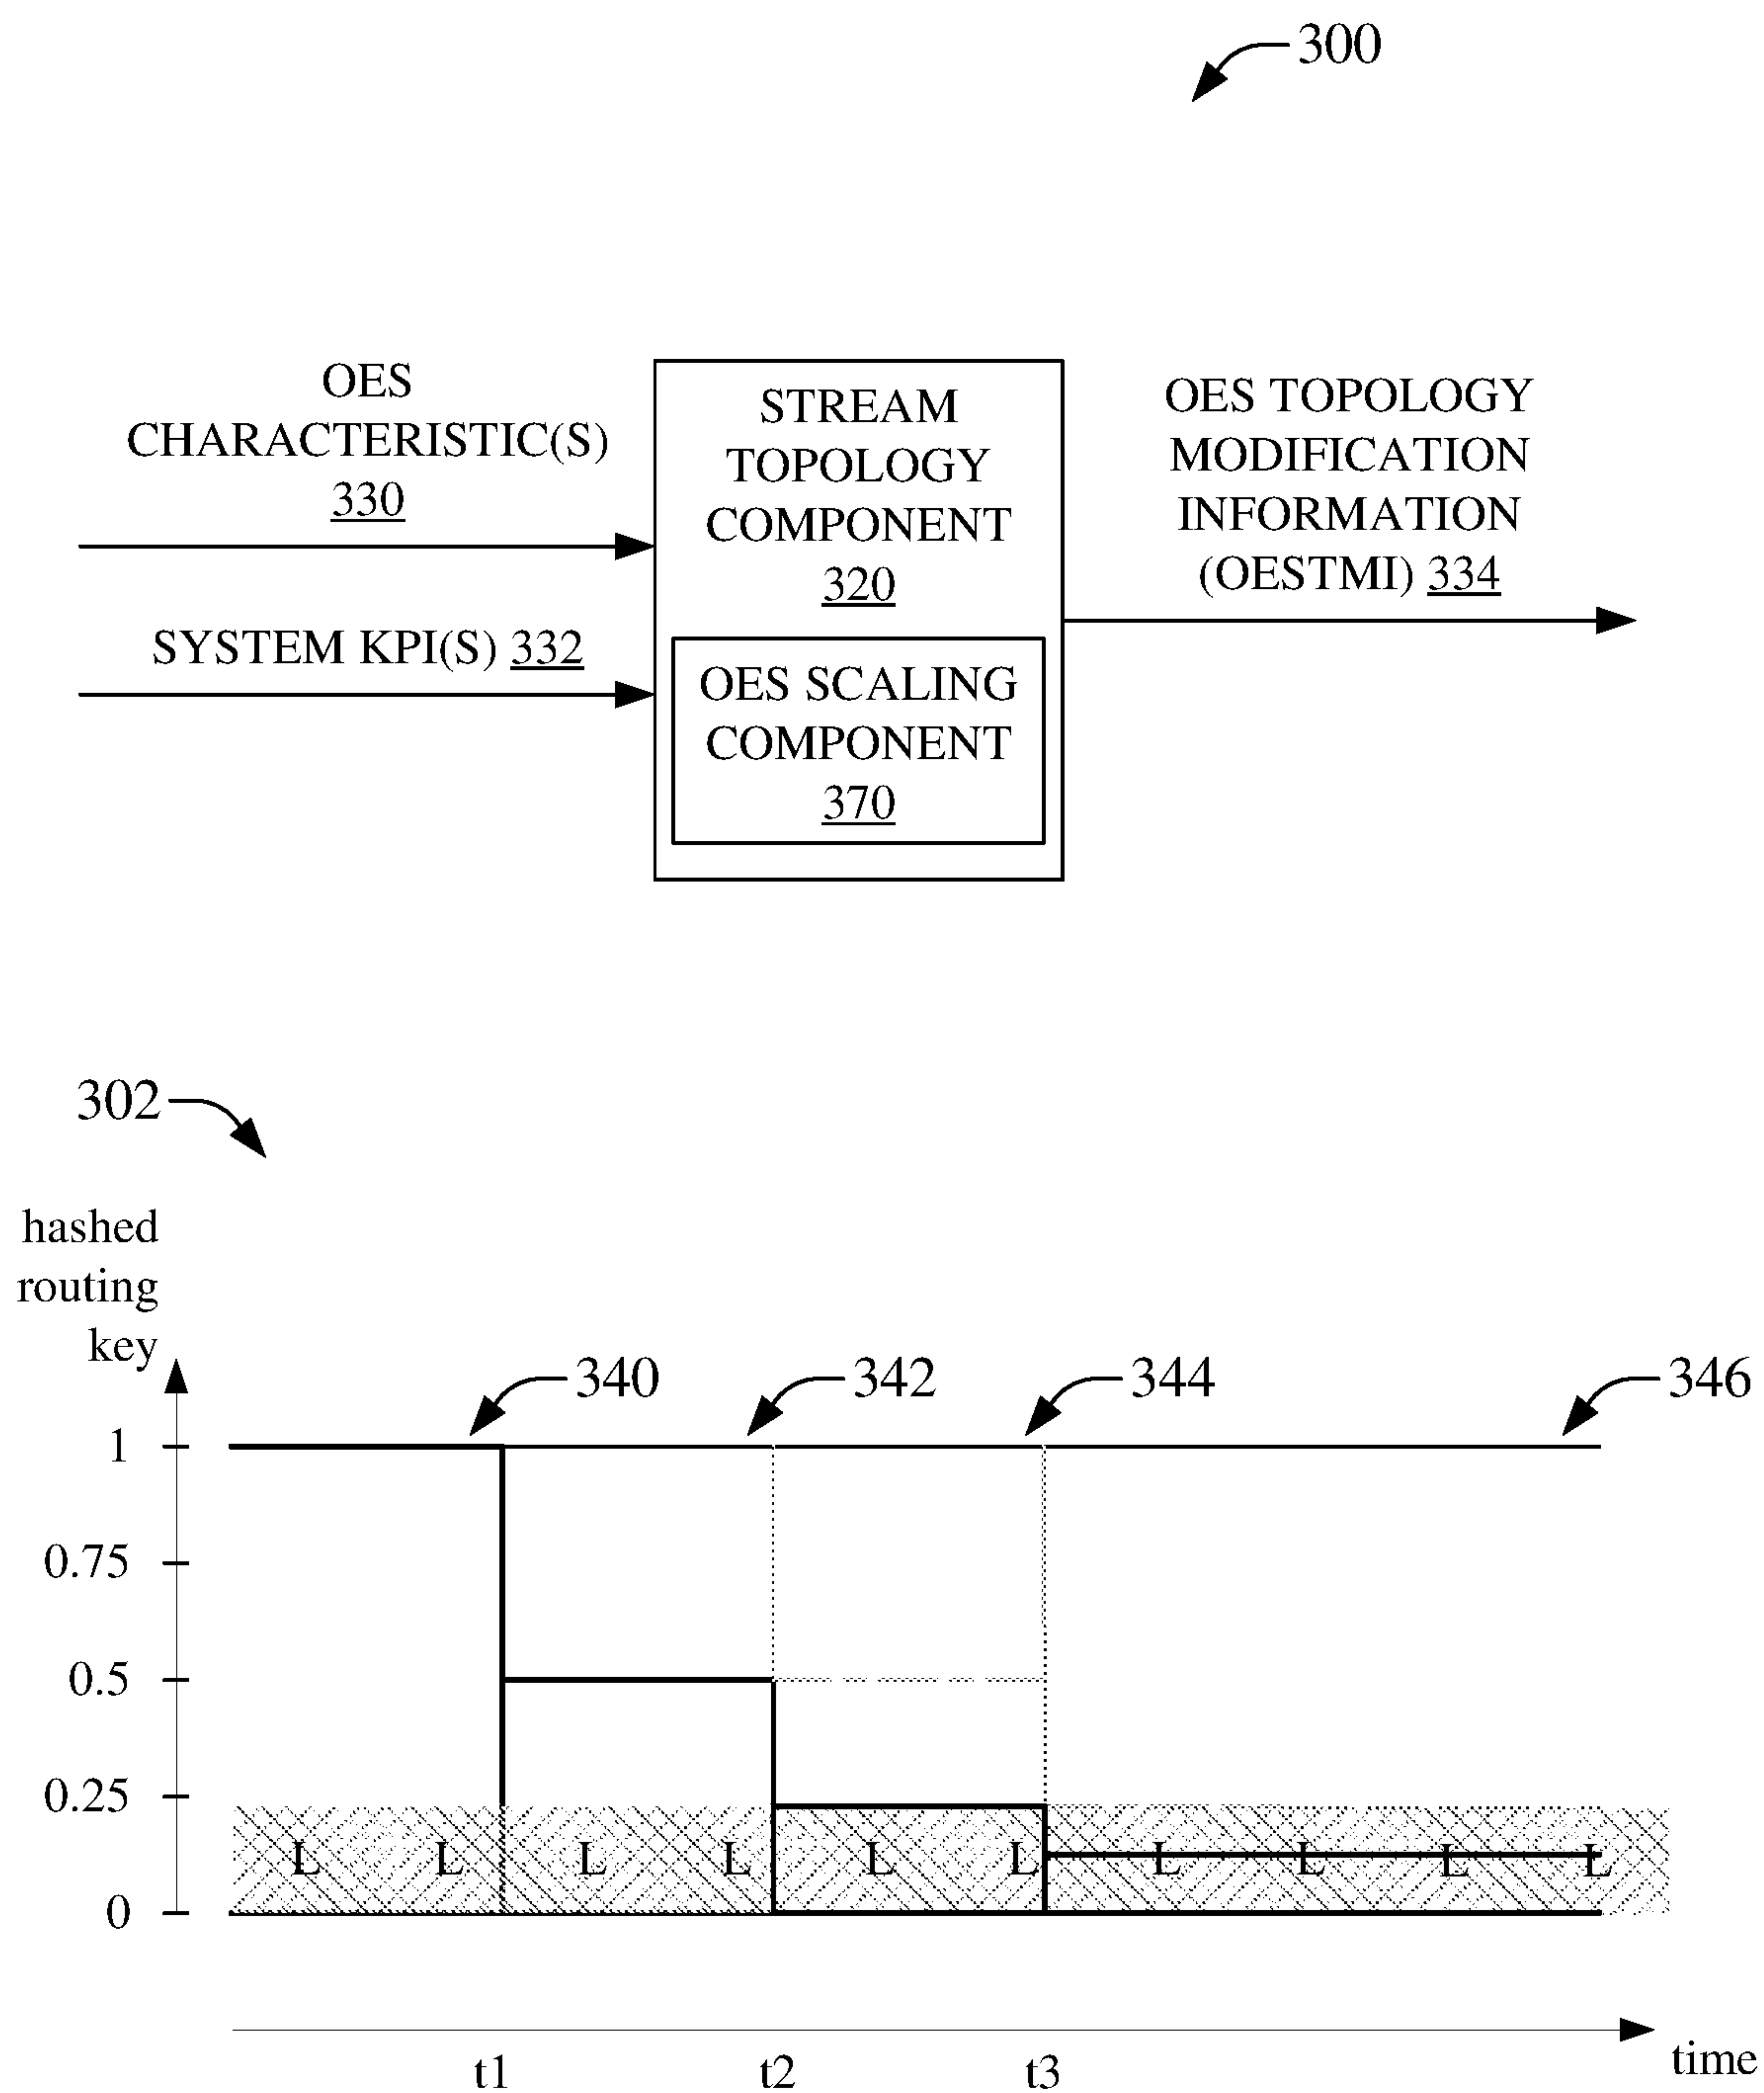 300
OES
CHARACTERISTIC(S)
330
SYSTEM KPI(S) 332
STREAM
TOPOLOGY
COMPONENT
320
OES SCALING
COMPONENT
370
OES TOPOLOGY
MODIFICATION
INFORMATION
(OESTMI) 334
302
hashed
routing
key
340 342 344 346
1
0.75
0.5
0.25
L L L L L L L L L L
0
t1 t2 t3 time